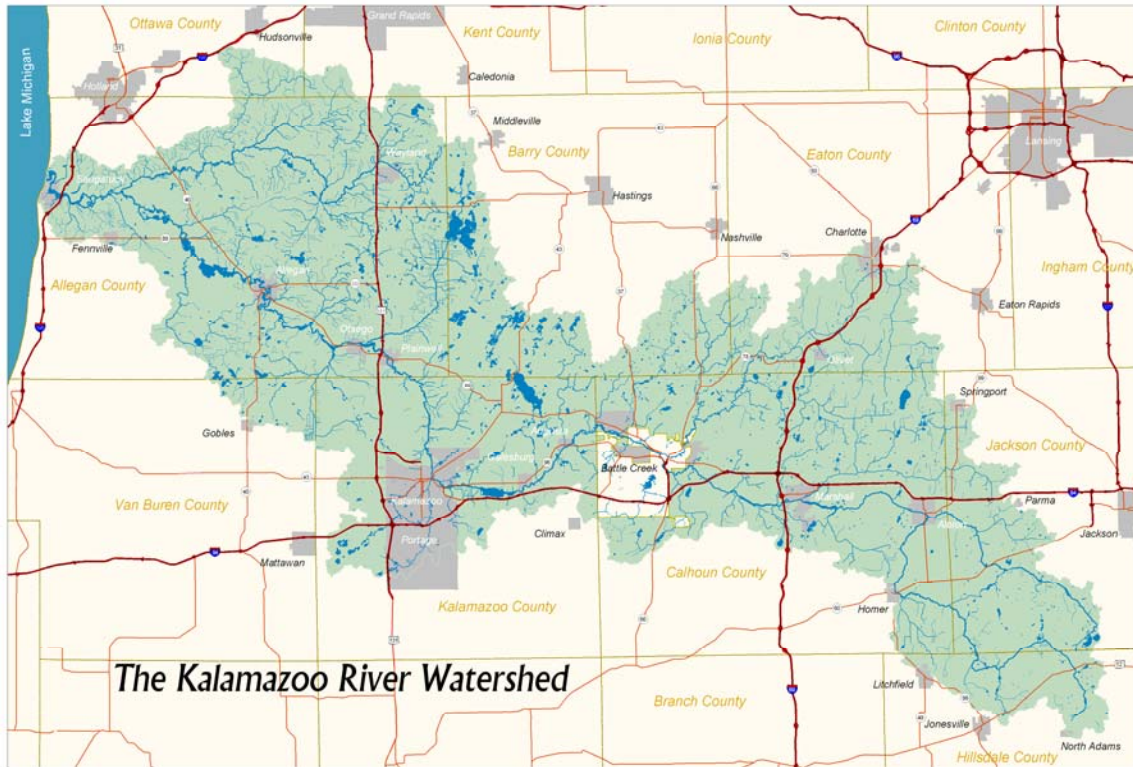 Grand Rapids
Ottawa County
Hudsonville
Kent County
Ionia County
Clinton County
Lake Michigan
Holland
Caledonia
Middleville
Barry County
Eaton County
Lansing
Wayland
Saugatuck
Hastings
Nashville
Charlotte
Fennville
Allegan County
Allegan
Ingham County
Eaton Rapids
Otsego
Plainwell
Olivet
Springport
Gobles
Augusta
Galesburg
Battle Creek
Jackson County
Van Buren County
Kalamazoo
Marshall
Albion
Parma
Jackson
Climax
Portage
Mattawan
Calhoun County
Kalamazoo County
Homer
The Kalamazoo River Watershed
Branch County
Litchfield
Jonesville
North Adams
Hillsdale County